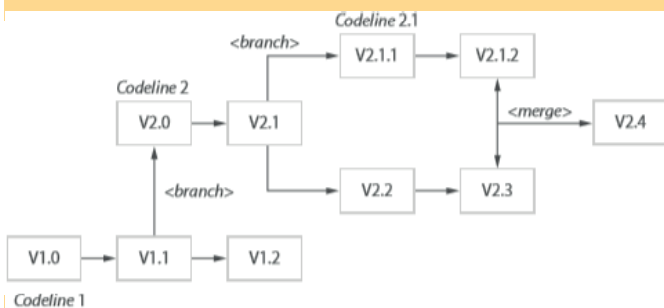 Codeline 2.1
<branch>
V2.1.1
V2.1.2
Codeline 2
<merge>
V2.0
V2.1
V2.4
<branch>
V2.2
V2.3
V1.0
V1.1
V1.2
Codeline 1